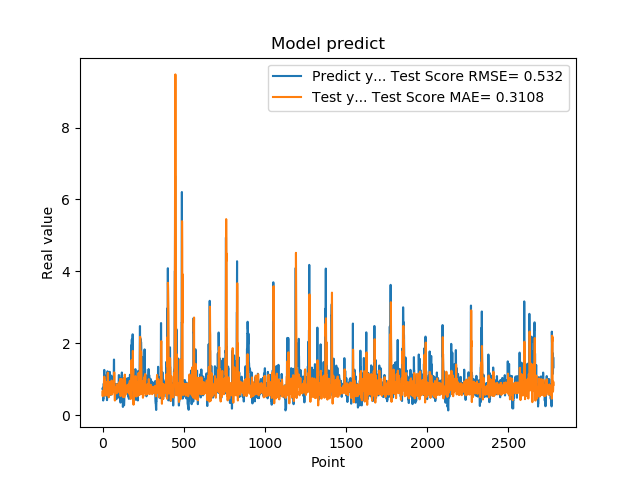 Model predict
Predict y... Test Score RMSE= 0.532
Test y... Test Score MAE= 0.3108
Real value
8
6
4
2
0
0 500 1000 1500 2000 2500
Point